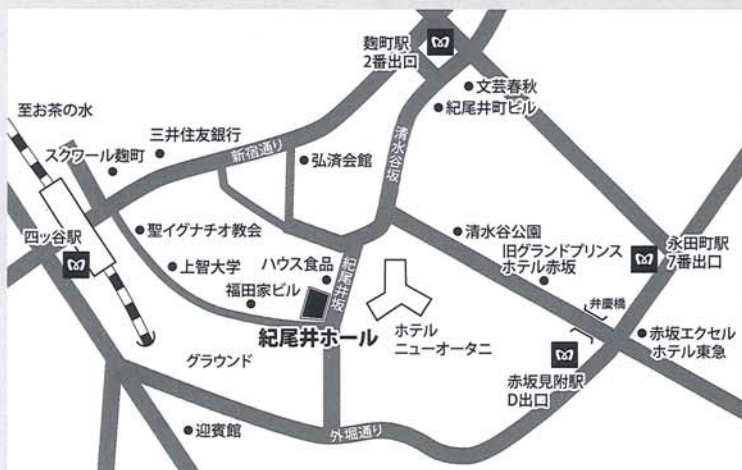 麹町駅
2番出口
文芸春秋
紀尾井町ビル
至お茶の水
三井住友銀行
スクワール麹町
新宿通り
弘済会館
清水谷坂
四ッ谷駅
聖イグナチオ教会
上智大学
ハウス食品
福田家ビル
紀尾井坂
紀尾井ホール
ホテル
ニューオータニ
清水谷公園
旧グランドプリンス
ホテル赤坂
永田町駅
7番出口
弁慶橋
赤坂エクセル
ホテル東急
赤坂見附駅
D出口
グラウンド
迎賓館
外堀通り